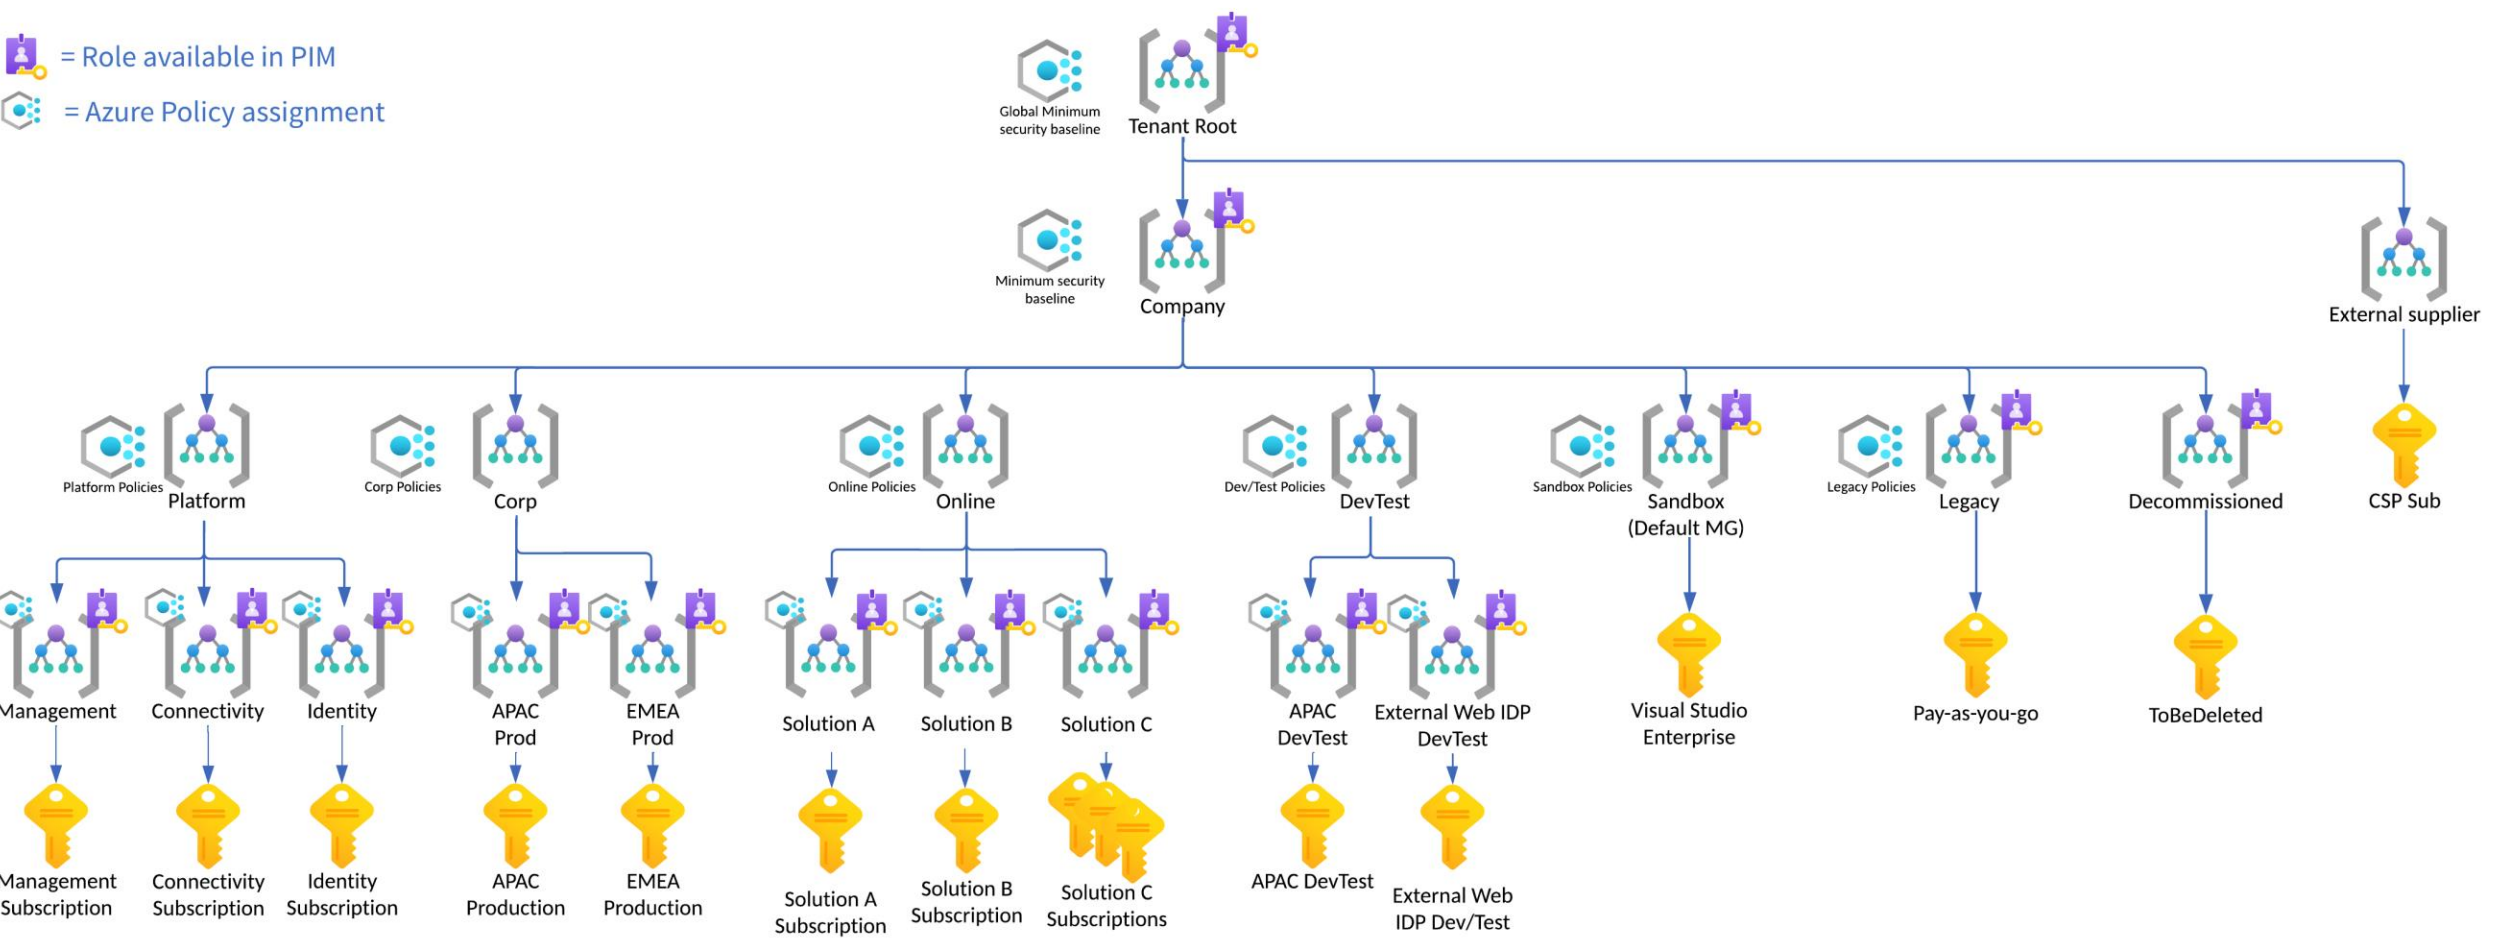 = Role available in PIM
= Azure Policy assignment
Global Minimum
security baseline
Tenant Root
Minimum security
baseline
Company
External supplier
Platform Policies
Platform
Corp Policies
Corp
Online Policies
Online
Dev/Test Policies
DevTest
Sandbox Policies
Sandbox
(Default MG)
Legacy Policies
Legacy
Decommissioned
CSP Sub
Management
Connectivity
Identity
APAC
Prod
EMEA
Prod
Solution A
Solution B
Solution C
APAC
DevTest
External Web IDP
DevTest
Visual Studio
Enterprise
Pay-as-you-go
ToBeDeleted
Management
Subscription
Connectivity
Subscription
Identity
Subscription
APAC
Production
EMEA
Production
Solution A
Subscription
Solution B
Subscription
Solution C
Subscriptions
APAC DevTest
External Web
IDP Dev/Test